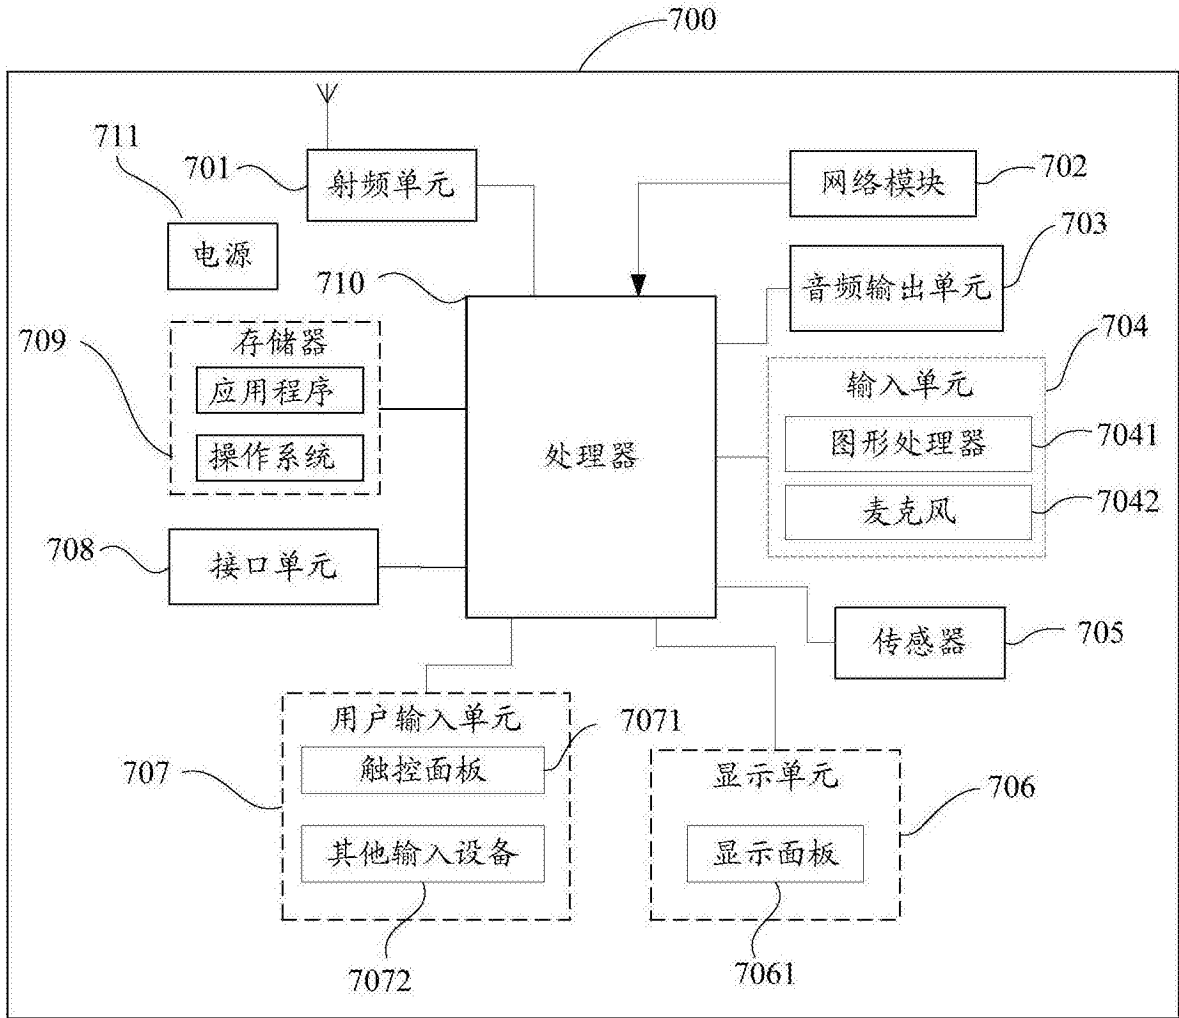 700
711
701
射频单元
网络模块
702
电源
703
音频输出单元
710
709
存储器
应用程序
操作系统
处理器
704
输入单元
图形处理器
7041
麦克风
7042
708
接口单元
传感器
705
用户输入单元
7071
触控面板
707
其他输入设备
7072
显示单元
706
显示面板
7061